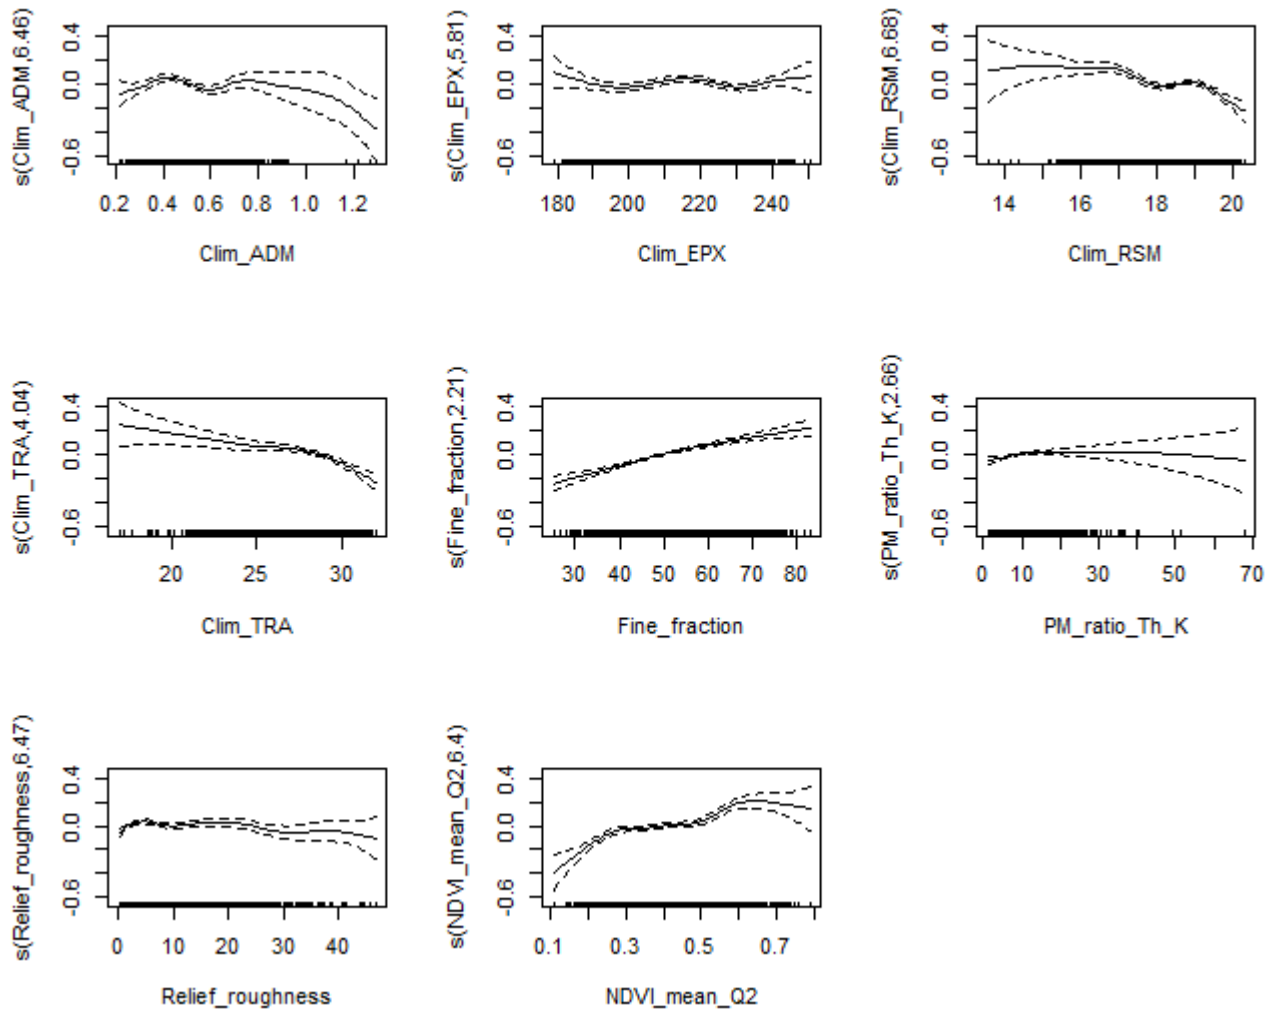 s(Clim_ADM,6.46)
0.4
0.0
-0.6
0.2 0.4 0.6 0.8 1.0 1.2
Clim_ADM
s(Clim_EPX,5.81)
0.4
0.0
-0.6
180 200 220 240
Clim_EPX
s(Clim_RSM,6.68)
0.4
0.0
-0.6
14 16 18 20
Clim_RSM
s(Clim_TRA,4.04)
0.4
0.0
-0.6
20 25 30
Clim_TRA
s(Fine_fraction,2.21)
0.4
0.0
-0.6
30 40 50 60 70 80
Fine_fraction
s(PM_ratio_Th_K,2.66)
0.4
0.0
-0.6
0 10 30 50 70
PM_ratio_Th_K
s(Relief_roughness,6.47)
0.4
0.0
-0.6
0 10 20 30 40
Relief_roughness
s(NDVI_mean_Q2,6.4)
0.4
0.0
-0.6
0.1 0.3 0.5 0.7
NDVI_mean_Q2